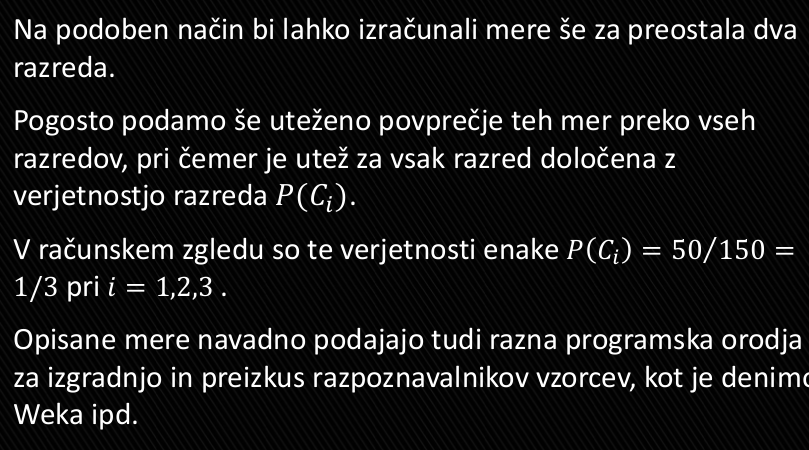 Na podoben način bi lahko izračunali mere še za preostala dva
razreda.
Pogosto podamo še uteženo povprečje teh mer preko vseh
razredov, pri čemer je utež za vsak razred določena z
verjetnostjo razreda 𝑃(𝐶ᵢ).
V računskem zgledu so te verjetnosti enake 𝑃(𝐶ᵢ) = 50/150 =
1/3 pri 𝑖 = 1,2,3 .
Opisane mere navadno podajajo tudi razna programska orodja
za izgradnjo in preizkus razpoznavalnikov vzorcev, kot je denimo
Weka ipd.